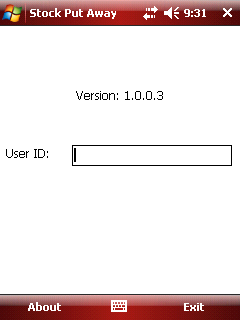 Stock Put Away 9:31
Version: 1.0.0.3
User ID:
About Exit